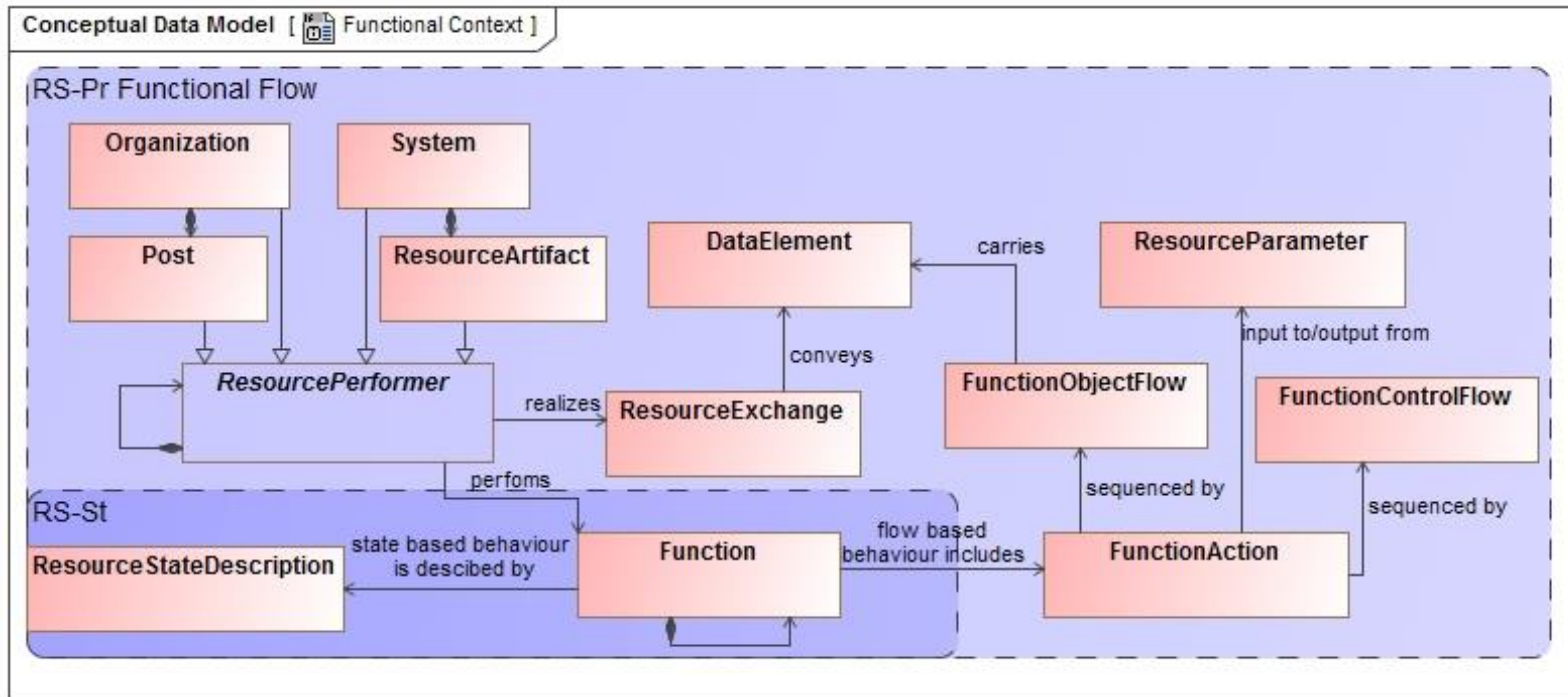 Conceptual Data Model [ Functional Context ]
RS-Pr Functional Flow
Organization
System
Post
ResourceArtifact
DataElement
carries
ResourceParameter
conveys
input to/output from
ResourcePerformer
realizes
ResourceExchange
FunctionObjectFlow
FunctionControlFlow
perfoms
sequenced by
sequenced by
RS-St
ResourceStateDescription
state based behaviour
is descibed by
Function
flow based
behaviour includes
FunctionAction